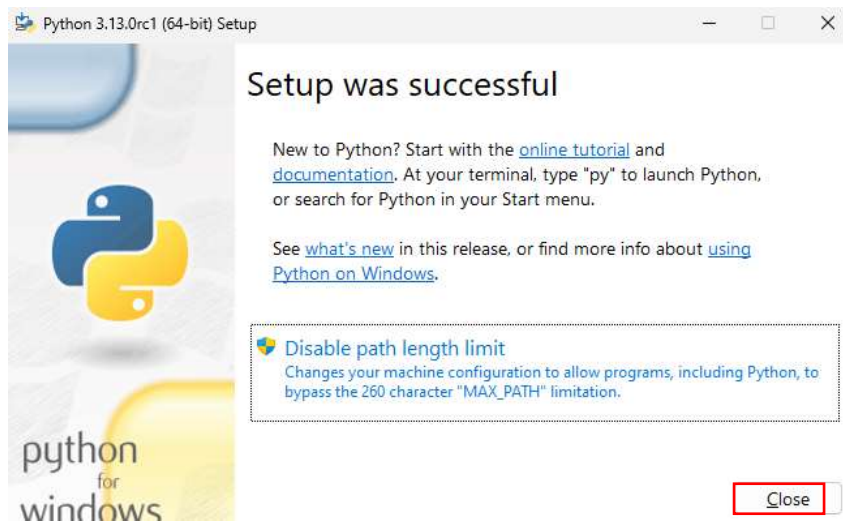 Python 3.13.0rc1 (64-bit) Setup
Setup was successful
New to Python? Start with the online tutorial and
documentation. At your terminal, type "py" to launch Python,
or search for Python in your Start menu.
See what's new in this release, or find more info about using
Python on Windows.
Disable path length limit
Changes your machine configuration to allow programs, including Python, to
bypass the 260 character "MAX_PATH" limitation.
python
for
windows
Close